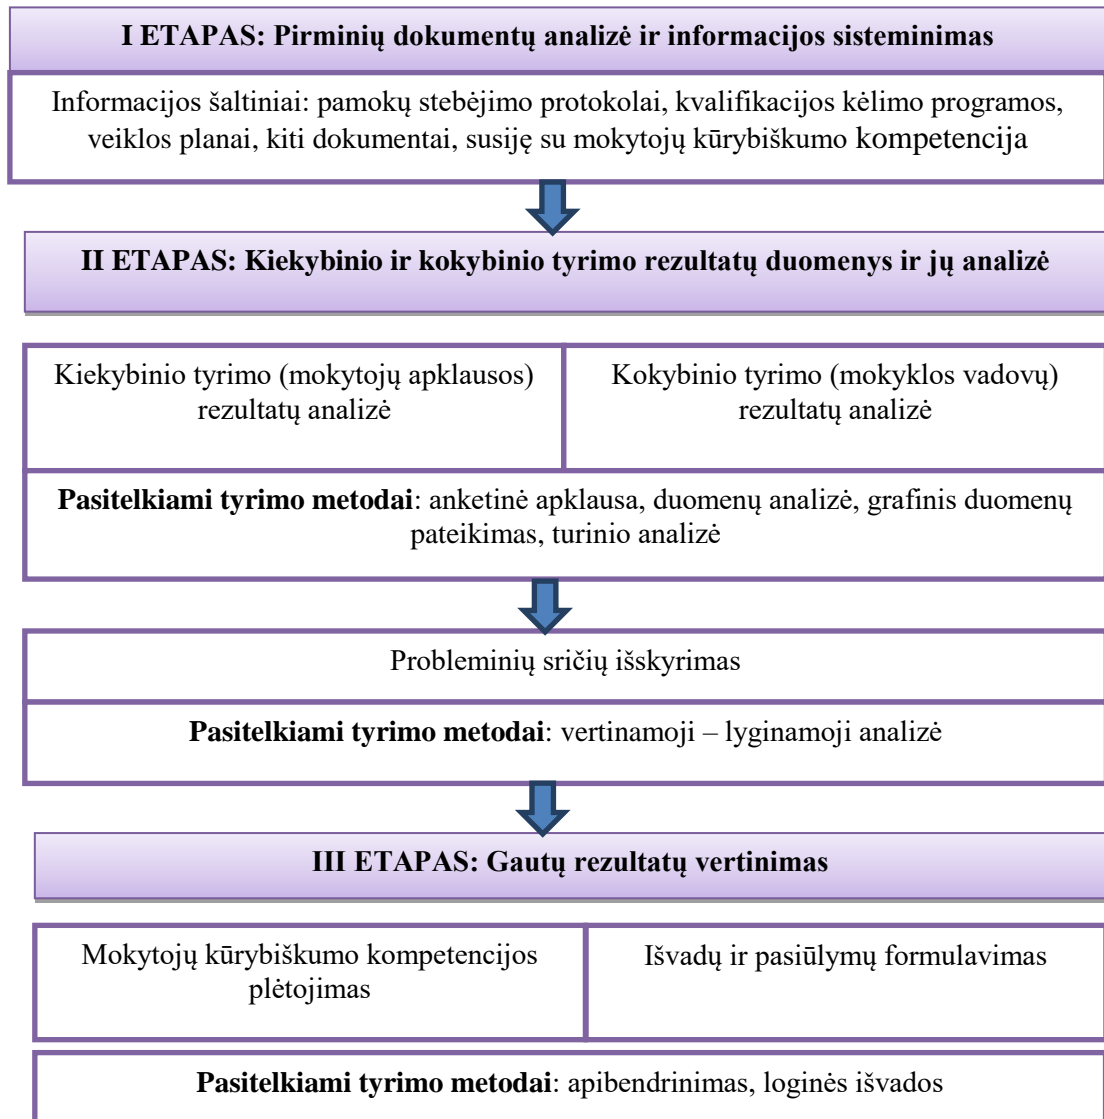 I ETAPAS: Pirminių dokumentų analizė ir informacijos sisteminimas
Informacijos šaltiniai: pamokų stebėjimo protokolai, kvalifikacijos kėlimo programos,
veiklos planai, kiti dokumentai, susiję su mokytojų kūrybiškumo kompetencija
II ETAPAS: Kiekybinio ir kokybinio tyrimo rezultatų duomenys ir jų analizė
Kiekybinio tyrimo (mokytojų apklausos)
rezultatų analizė
Kokybinio tyrimo (mokyklos vadovų)
rezultatų analizė
Pasitelkiami tyrimo metodai: anketinė apklausa, duomenų analizė, grafinis duomenų
pateikimas, turinio analizė
Probleminių sričių išskyrimas
Pasitelkiami tyrimo metodai: vertinamoji – lyginamoji analizė
III ETAPAS: Gautų rezultatų vertinimas
Mokytojų kūrybiškumo kompetencijos
plėtojimas
Išvadų ir pasiūlymų formulavimas
Pasitelkiami tyrimo metodai: apibendrinimas, loginės išvados